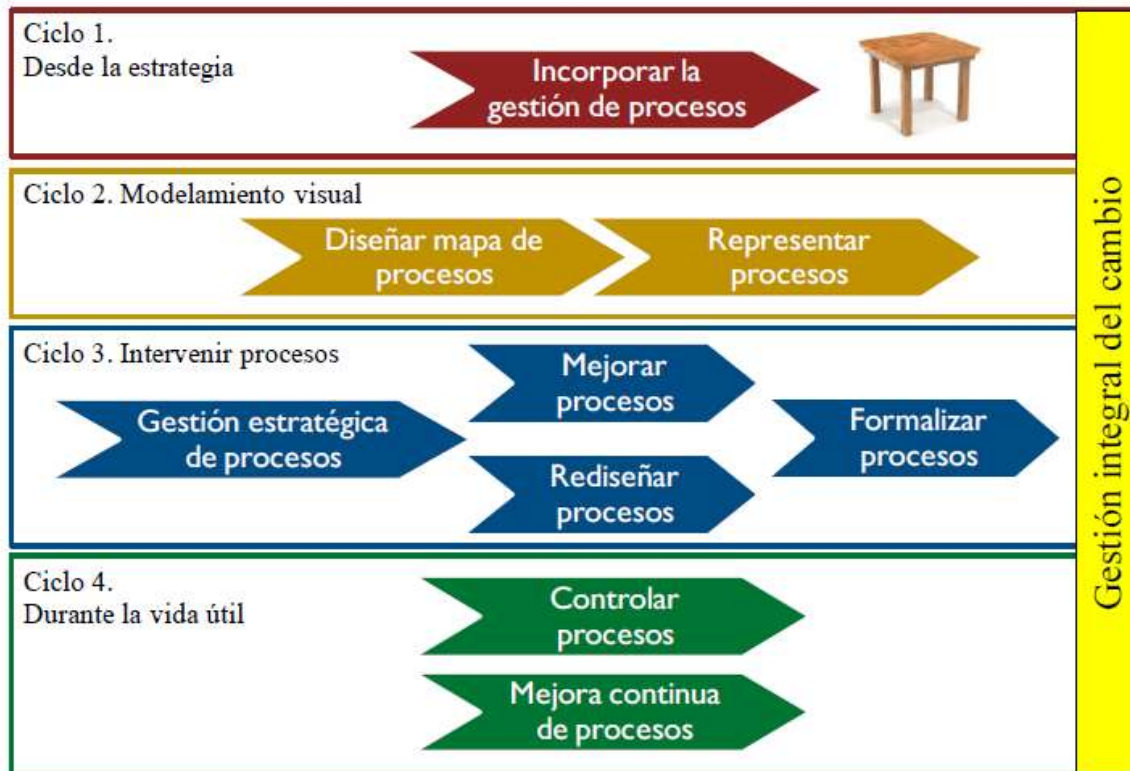 Ciclo 1.
Desde la estrategia
Incorporar la
gestión de procesos
Ciclo 2. Modelamiento visual
Diseñar mapa de
procesos
Representar
procesos
Ciclo 3. Intervenir procesos
Gestión estratégica
de procesos
Mejorar
procesos
Rediseñar
procesos
Formalizar
procesos
Ciclo 4.
Durante la vida útil
Controlar
procesos
Mejora continua
de procesos
Gestión integral del cambio